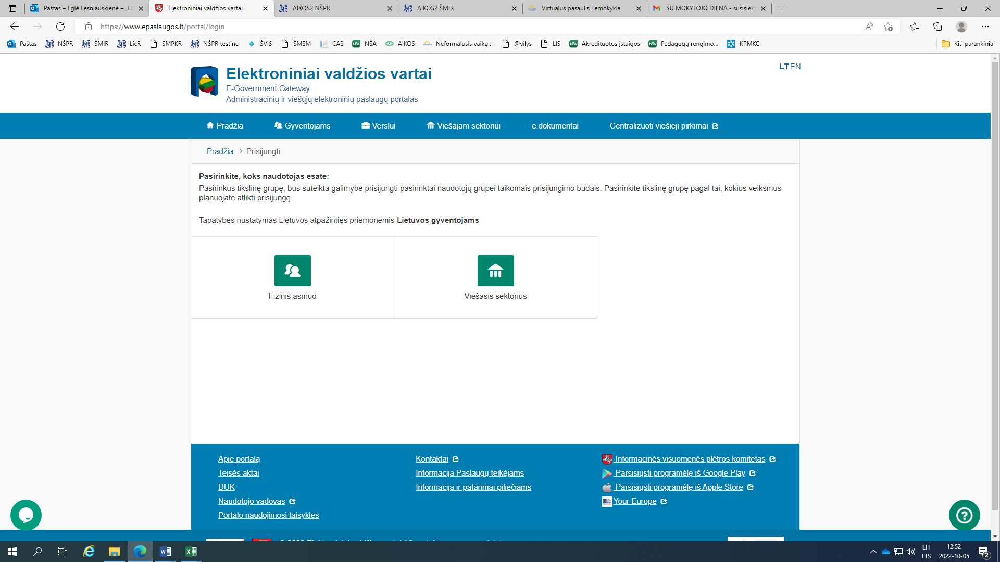 Paštas – Eglė Lesniauskienė – „Ou
Elektroniniai valdžios vartai
AIKOS2 NŠPR
AIKOS2 ŠMIR
Virtualus pasaulis | emokykla
SU MOKYTOJO DIENA - susisiekt
https://www.epaslaugos.lt/portal/login
Paštas
NŠPR
ŠMIR
LicR
SMPKR
NŠPR testinė
ŠVIS
ŠMSM
CAS
NŠA
AIKOS
Neformalusis vaikų...
@vilys
LIS
Akredituotos įstaigos
Pedagogų rengimo...
KPMKC
Kiti parankiniai
Elektroniniai valdžios vartai
E-Government Gateway
Administracinių ir viešųjų elektroninių paslaugų portalas
LT EN
Pradžia
Gyventojams
Verslui
Viešajam sektoriui
e.dokumentai
Centralizuoti viešieji pirkimai
Pradžia > Prisijungti
Pasirinkite, koks naudotojas esate:
Pasirinkus tikslinę grupę, bus suteikta galimybė prisijungti pasirinktai naudotojų grupei taikomais prisijungimo būdais. Pasirinkite tikslinę grupę pagal tai, kokius veiksmus
planuojate atlikti prisijungę.
Tapatybės nustatymas Lietuvos atpažinties priemonėmis Lietuvos gyventojams
Fizinis asmuo
Viešasis sektorius
Apie portalą
Teisės aktai
DUK
Naudotojo vadovas
Portalo naudojimosi taisyklės
Kontaktai
Informacija Paslaugų teikėjams
Informacija ir patarimai piliečiams
Informacinės visuomenės plėtros komitetas
Parsisiųsti programėlę iš Google Play
Parsisiųsti programėlę iš Apple Store
Your Europe
LIT
LTS
12:52
2022-10-05
2